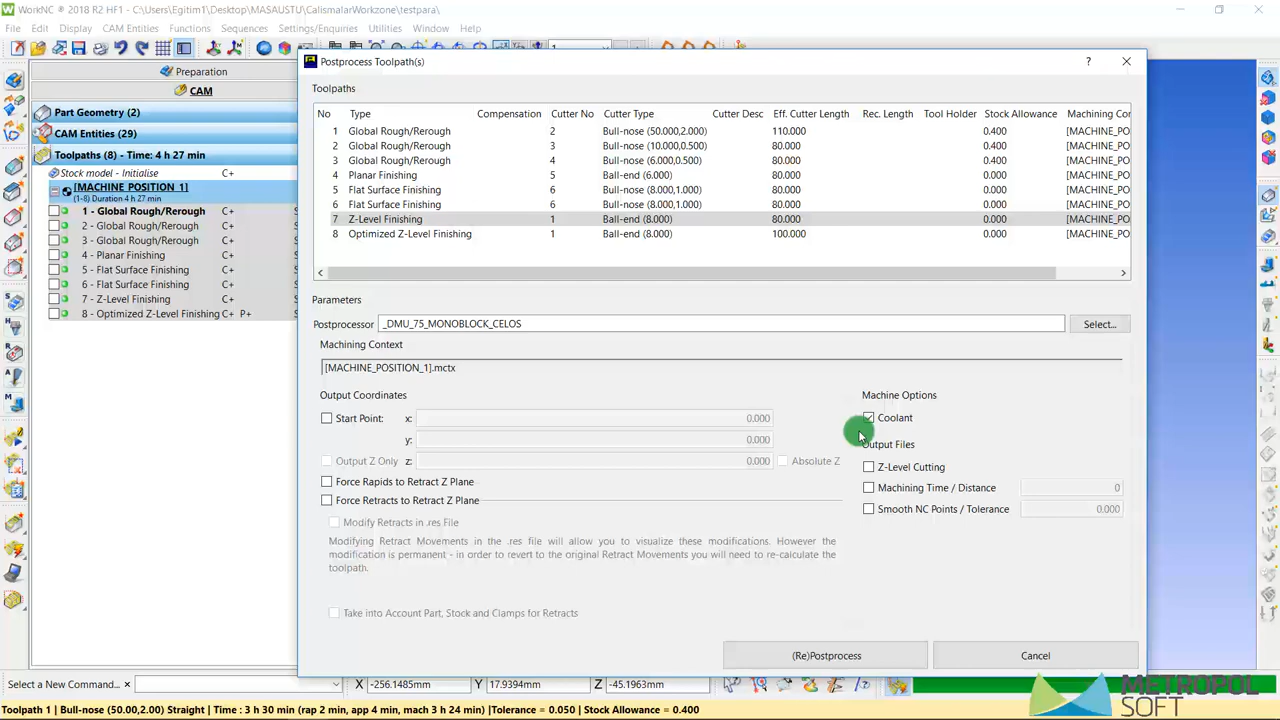 WorkNC ® 2018 R2 HF1 - C:\Users\Egitim1\Desktop\MASAUSTU\CalismalarWorkzone\testpara\
File Edit Display CAM Entities Functions Sequences Settings/Enquiries Utilities Window Help
Preparation
CAM
Part Geometry (2)
CAM Entities (29)
Toolpaths (8) - Time: 4 h 27 min
Stock model - Initialise C+
[MACHINE_POSITION_1]
(1-8) Duration 4 h 27 min
1 - Global Rough/Rerough C+
2 - Global Rough/Rerough C+
3 - Global Rough/Rerough C+
4 - Planar Finishing C+
5 - Flat Surface Finishing C+
6 - Flat Surface Finishing C+
7 - Z-Level Finishing C+
8 - Optimized Z-Level Finishing C+ P+
Postprocess Toolpath(s)
Toolpaths
No Type Compensation Cutter No Cutter Type Cutter Desc Eff. Cutter Length Rec. Length Tool Holder Stock Allowance Machining Con
1 Global Rough/Rerough 2 Bull-nose (50.000,2.000) 110.000 0.400 [MACHINE_PO
2 Global Rough/Rerough 3 Bull-nose (10.000,0.500) 80.000 0.400 [MACHINE_PO
3 Global Rough/Rerough 4 Bull-nose (6.000,0.500) 80.000 0.400 [MACHINE_PO
4 Planar Finishing 5 Ball-end (6.000) 80.000 0.000 [MACHINE_PO
5 Flat Surface Finishing 6 Bull-nose (8.000,1.000) 80.000 0.000 [MACHINE_PO
6 Flat Surface Finishing 6 Bull-nose (8.000,1.000) 80.000 0.000 [MACHINE_PO
7 Z-Level Finishing 1 Ball-end (8.000) 80.000 0.000 [MACHINE_PO
8 Optimized Z-Level Finishing 1 Ball-end (8.000) 100.000 0.000 [MACHINE_PO
Parameters
Postprocessor _DMU_75_MONOBLOCK_CELOS Select...
Machining Context
[MACHINE_POSITION_1].mctx
Output Coordinates
Start Point: x: 0.000
y: 0.000
Output Z Only z: 0.000 Absolute Z
Force Rapids to Retract Z Plane
Force Retracts to Retract Z Plane
Modify Retracts in .res File
Modifying Retract Movements in the .res file will allow you to visualize these modifications. However the
modification is permanent - in order to revert to the original Retract Movements you will need to re-calculate the
toolpath.
Take into Account Part, Stock and Clamps for Retracts
Machine Options
Coolant
Output Files
Z-Level Cutting
Machining Time / Distance 0
Smooth NC Points / Tolerance 0.000
(Re)Postprocess Cancel
Select a New Command... X -256.1485mm Y 17.9394mm Z -45.1963mm
METROPOL
SOFT
Toolpath 1 | Bull-nose (50.00,2.00) Straight | Time : 3 h 30 min (rap 2 min, app 4 min, mach 3 h 24 min) |Tolerance = 0.050 | Stock Allowance = 0.400